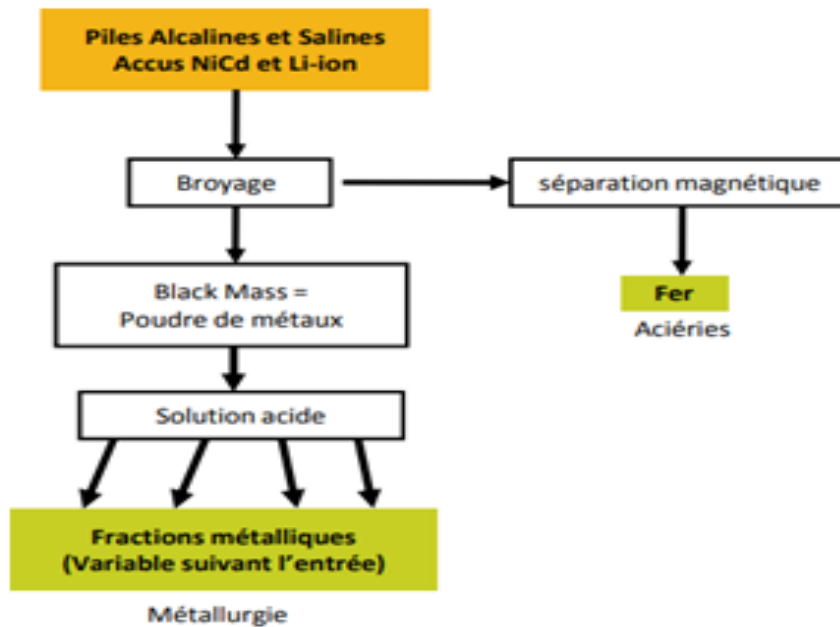 Piles Alcalines et Salines
Accus NiCd et Li-ion
Broyage
séparation magnétique
Black Mass =
Poudre de métaux
Fer
Aciéries
Solution acide
Fractions métalliques
(Variable suivant l'entrée)
Métallurgie